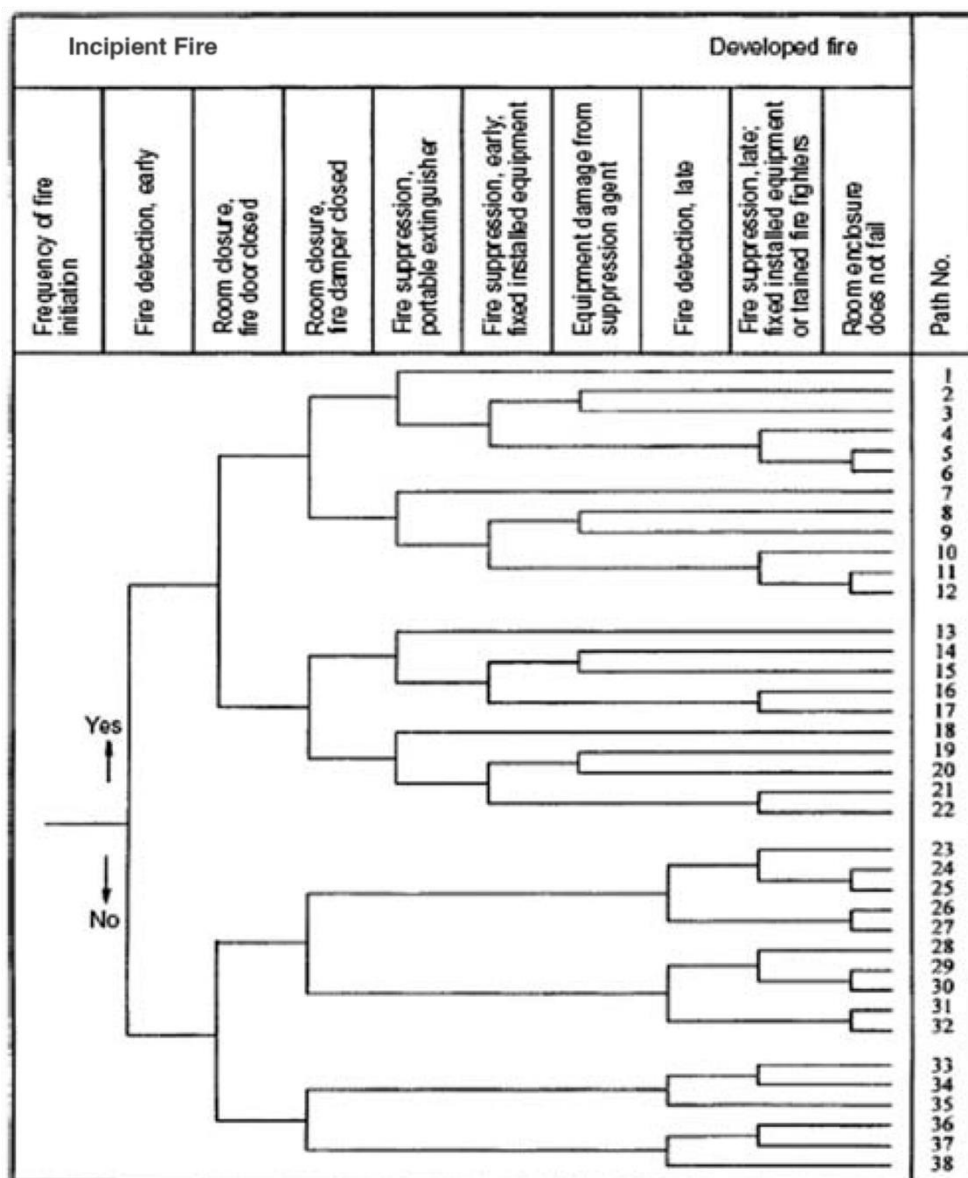 Incipient Fire
Developed fire
Frequency of fire
initiation
Fire detection, early
Room closure,
fire door closed
Room closure,
fire damper closed
Fire suppression,
portable extinguisher
Fire suppression, early;
fixed installed equipment
Equipment damage from
suppression agent
Fire detection, late
Fire suppression, late;
fixed installed equipment
or trained fire fighters
Room enclosure
does not fail
Path No.
1
2
3
4
5
6
7
8
9
10
11
12
13
14
15
16
17
18
19
20
21
22
Yes
No
23
24
25
26
27
28
29
30
31
32
33
34
35
36
37
38